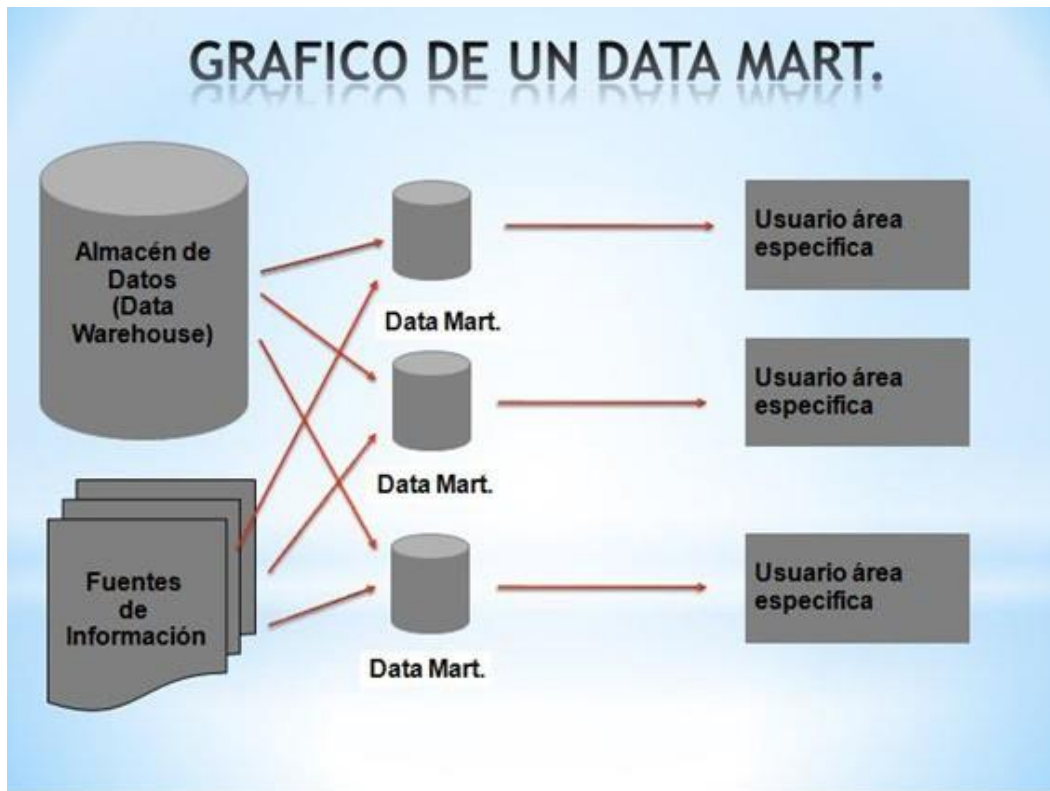 GRAFICO DE UN DATA MART.
Almacén de
Datos
(Data
Warehouse)
Data Mart.
Usuario área
especifica
Data Mart.
Usuario área
especifica
Fuentes
de
Información
Data Mart.
Usuario área
especifica